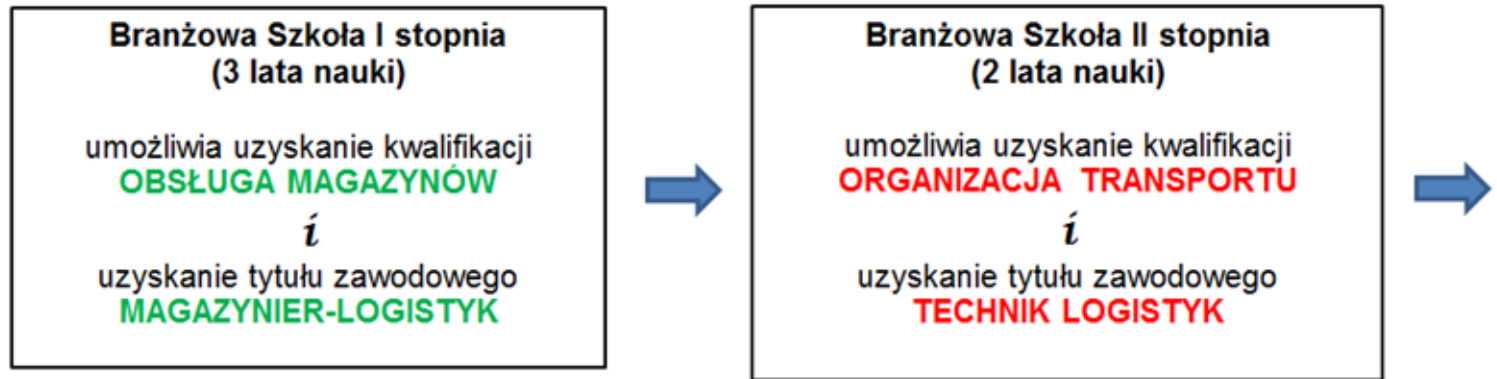 Branżowa Szkoła I stopnia
(3 lata nauki)
umożliwia uzyskanie kwalifikacji
OBSŁUGA MAGAZYNÓW
i
uzyskanie tytułu zawodowego
MAGAZYNIER-LOGISTYK
Branżowa Szkoła II stopnia
(2 lata nauki)
umożliwia uzyskanie kwalifikacji
ORGANIZACJA TRANSPORTU
i
uzyskanie tytułu zawodowego
TECHNIK LOGISTYK